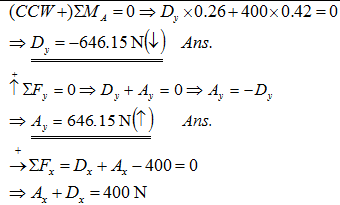 (CCW+)ΣM_A = 0 ⇒ D_y × 0.26 + 400 × 0.42 = 0
⇒ D_y = −646.15 N(↓) Ans.
+↑ΣF_y = 0 ⇒ D_y + A_y = 0 ⇒ A_y = −D_y
⇒ A_y = 646.15 N(↑) Ans.
+→ΣF_x = D_x + A_x − 400 = 0
⇒ A_x + D_x = 400 N